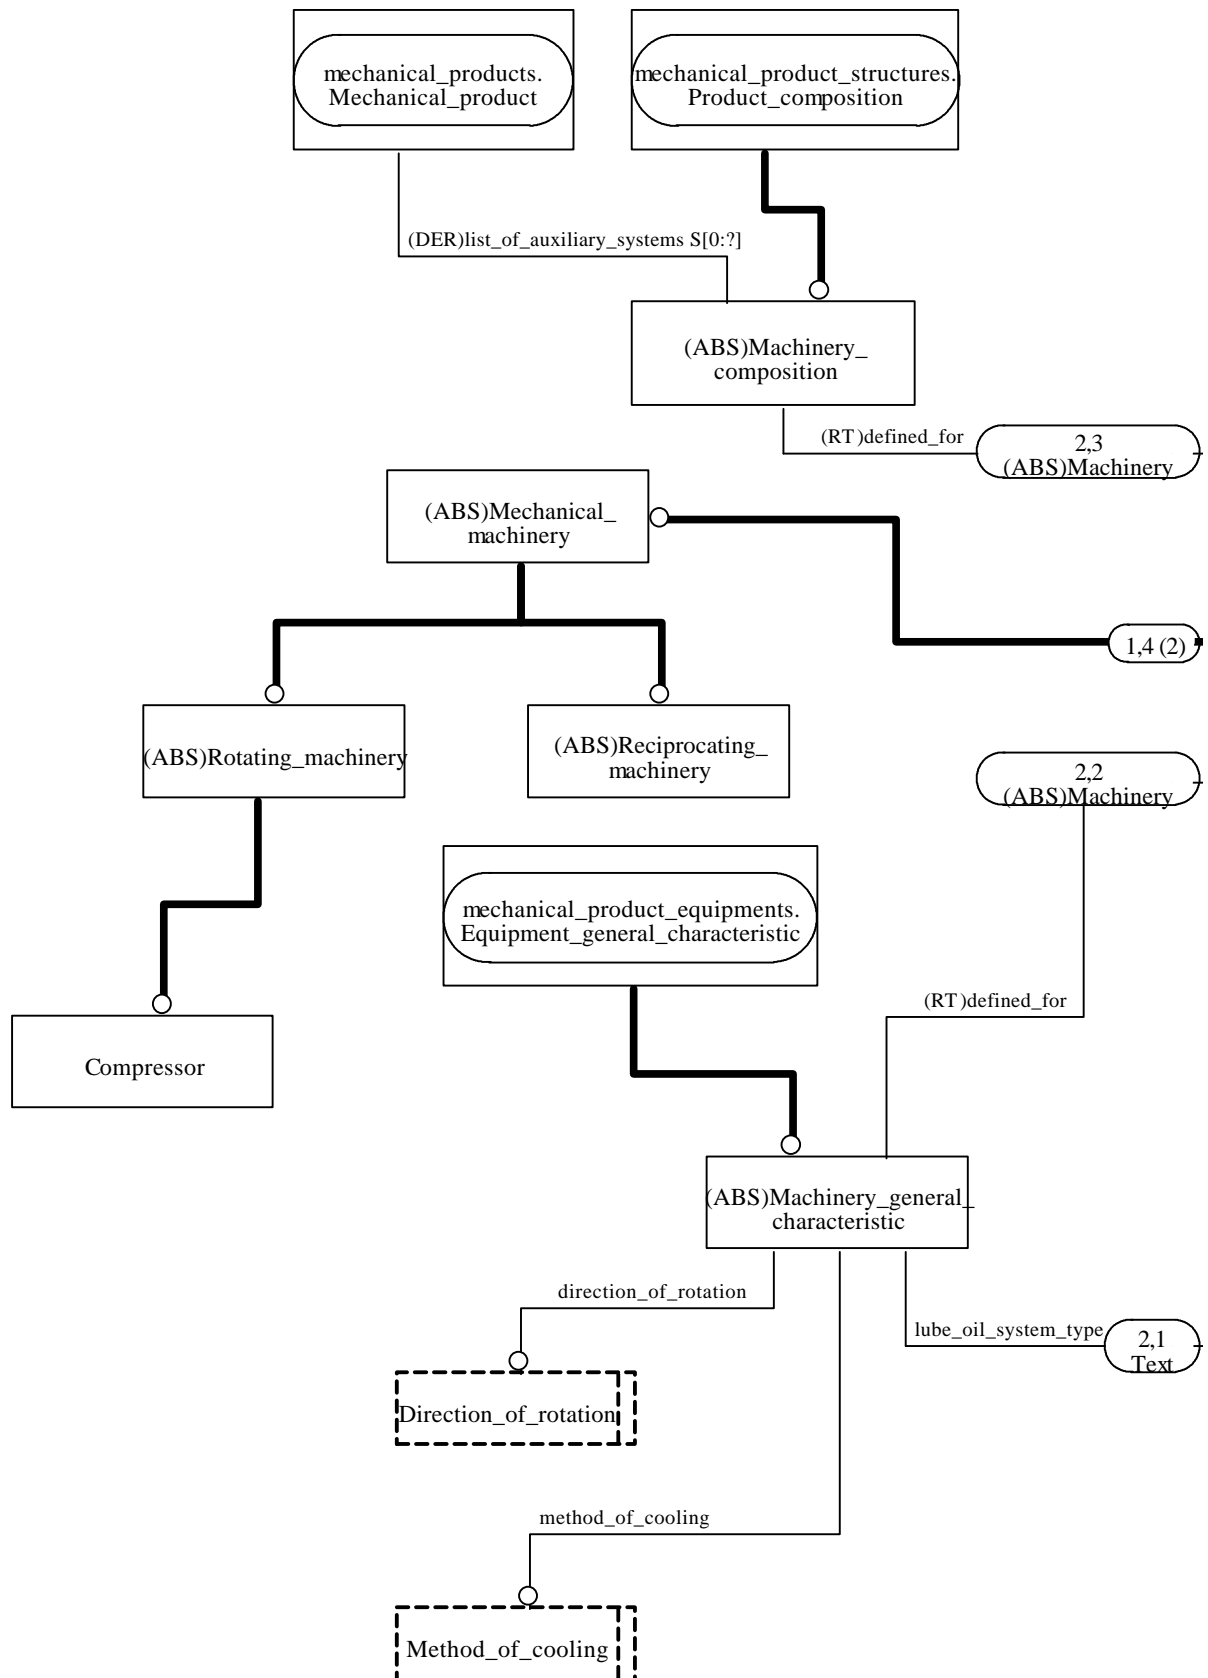 mechanical_products.
Mechanical_product
mechanical_product_structures.
Product_composition
(DER)list_of_auxiliary_systems S[0:?]
(ABS)Machinery_
composition
(RT)defined_for
2,3
(ABS)Machinery
(ABS)Mechanical_
machinery
1,4 (2)
(ABS)Rotating_machinery
(ABS)Reciprocating_
machinery
2,2
(ABS)Machinery
mechanical_product_equipments.
Equipment_general_characteristic
(RT)defined_for
Compressor
(ABS)Machinery_general_
characteristic
direction_of_rotation
lube_oil_system_type
2,1
Text
Direction_of_rotation
method_of_cooling
Method_of_cooling